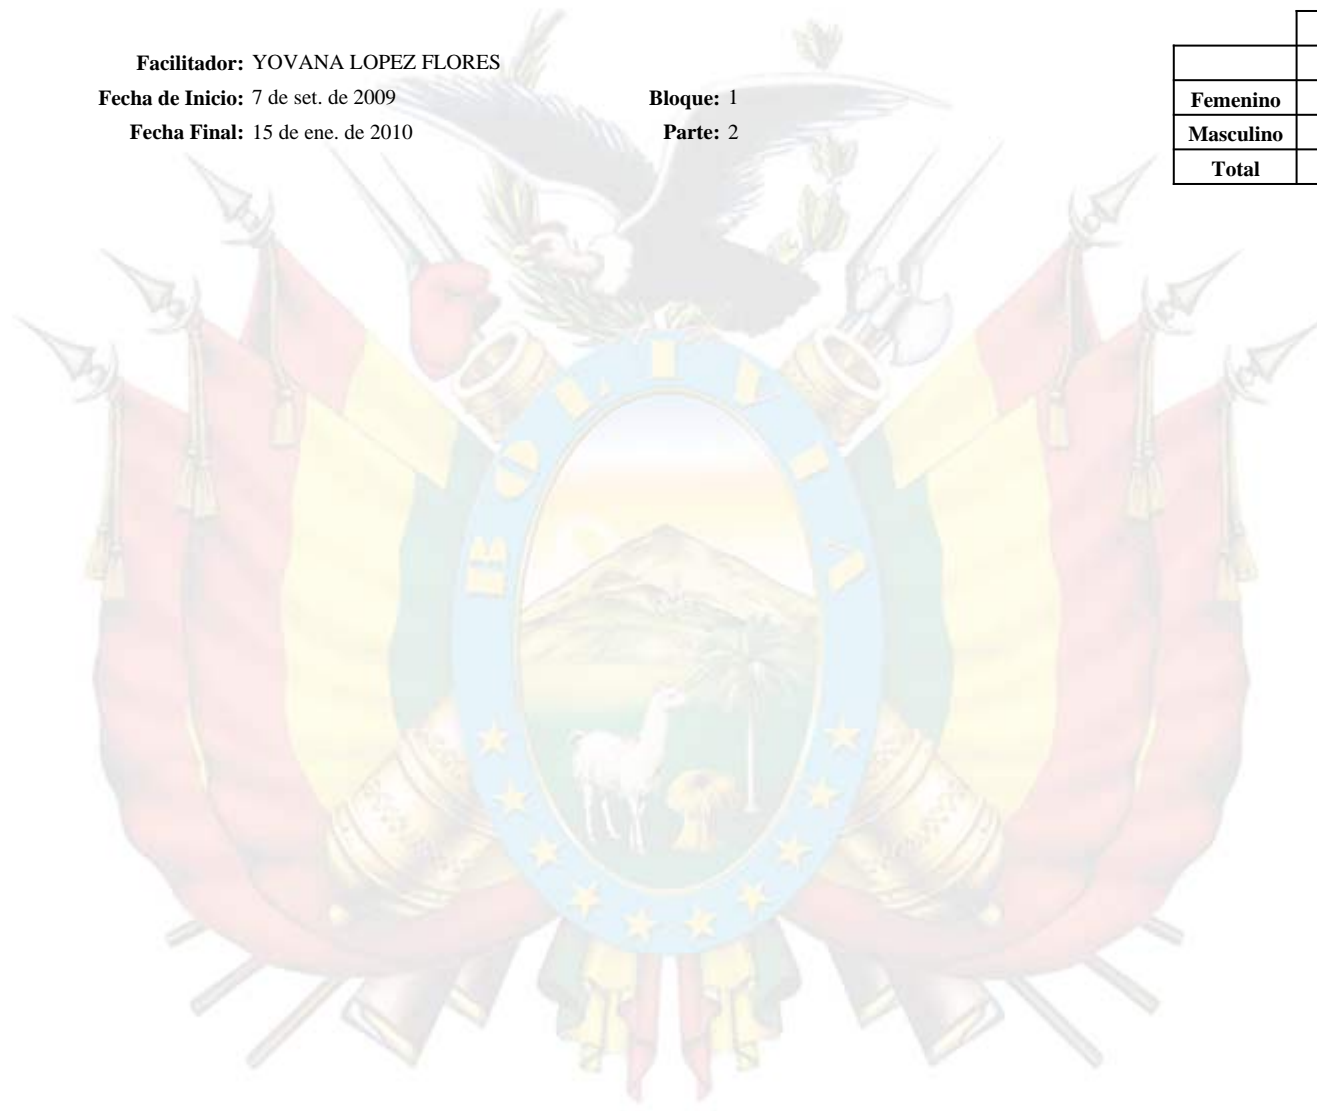 Facilitador: YOVANA LOPEZ FLORES
Fecha de Inicio: 7 de set. de 2009 Bloque: 1
Fecha Final: 15 de ene. de 2010 Parte: 2
Femenino
Masculino
Total
BOLIVIA